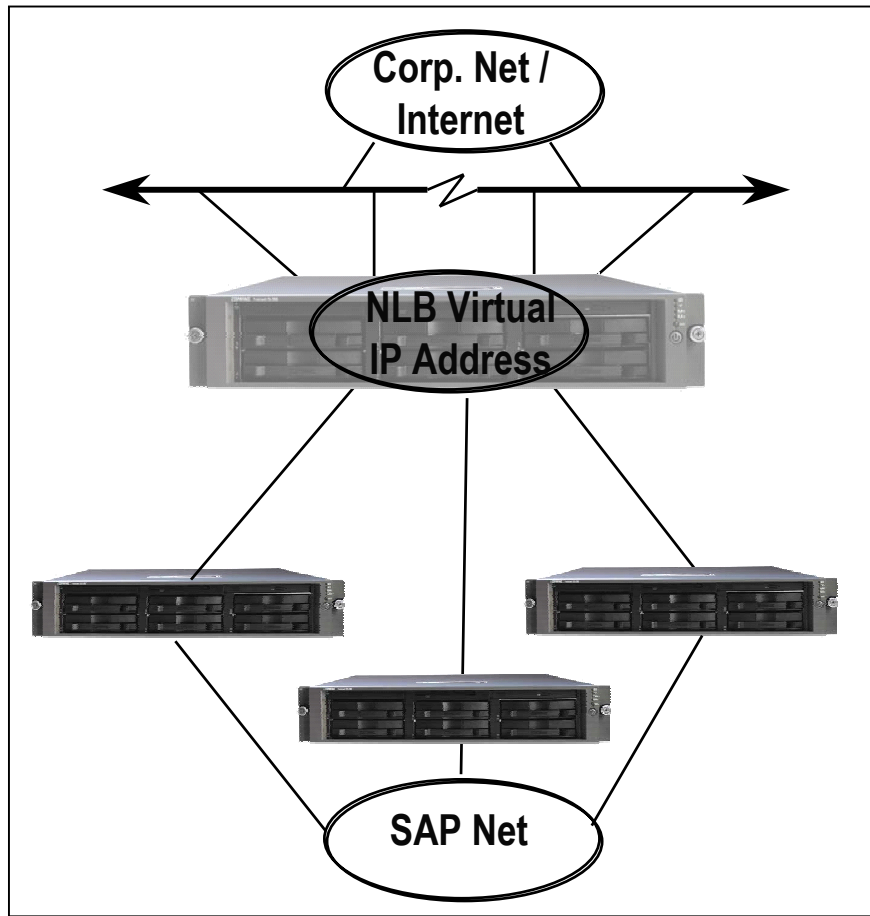 Corp. Net /
Internet
NLB Virtual
IP Address
SAP Net